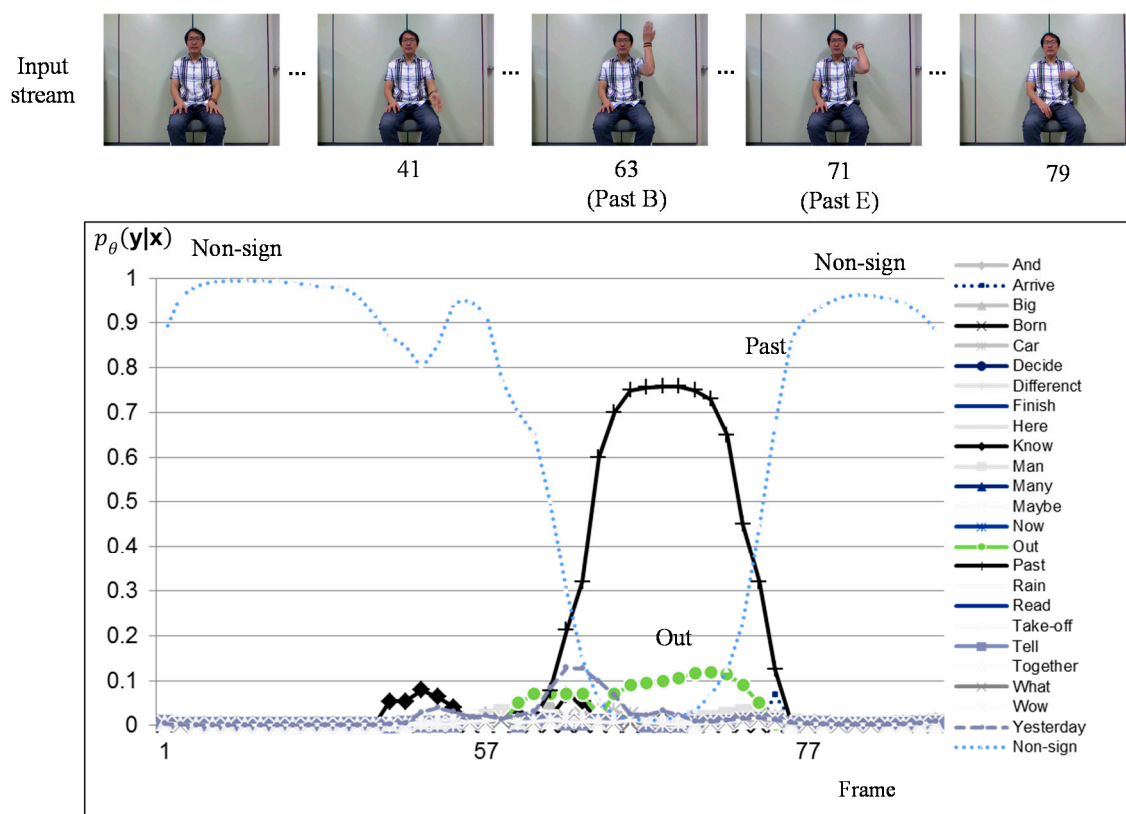 Input
stream
...
...
...
...
41
63
71
79
(Past B)
(Past E)
pθ(y|x)
Non-sign
Non-sign
Past
Out
1
0.9
0.8
0.7
0.6
0.5
0.4
0.3
0.2
0.1
0
1
57
77
Frame
And
Arrive
Big
Born
Car
Decide
Differenct
Finish
Here
Know
Man
Many
Maybe
Now
Out
Past
Rain
Read
Take-off
Tell
Together
What
Wow
Yesterday
Non-sign